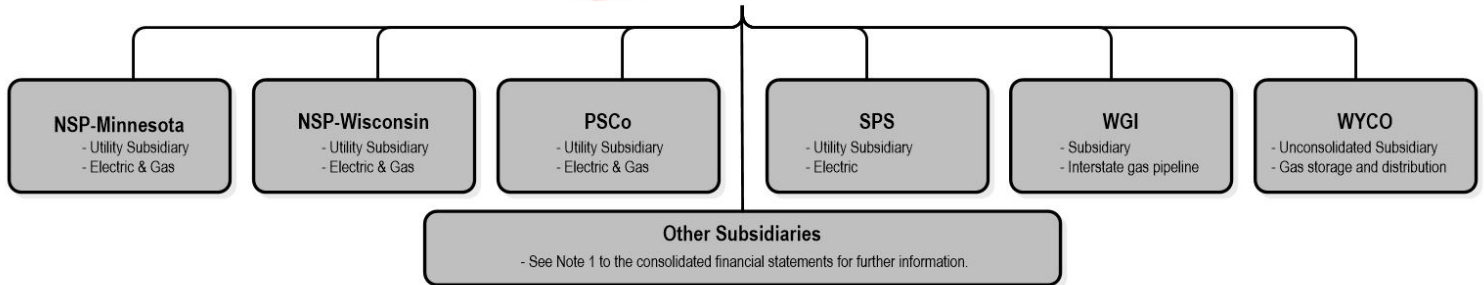 NSP-Minnesota
- Utility Subsidiary
- Electric & Gas
NSP-Wisconsin
- Utility Subsidiary
- Electric & Gas
PSCo
- Utility Subsidiary
- Electric & Gas
SPS
- Utility Subsidiary
- Electric
WGI
- Subsidiary
- Interstate gas pipeline
WYCO
- Unconsolidated Subsidiary
- Gas storage and distribution
Other Subsidiaries
- See Note 1 to the consolidated financial statements for further information.